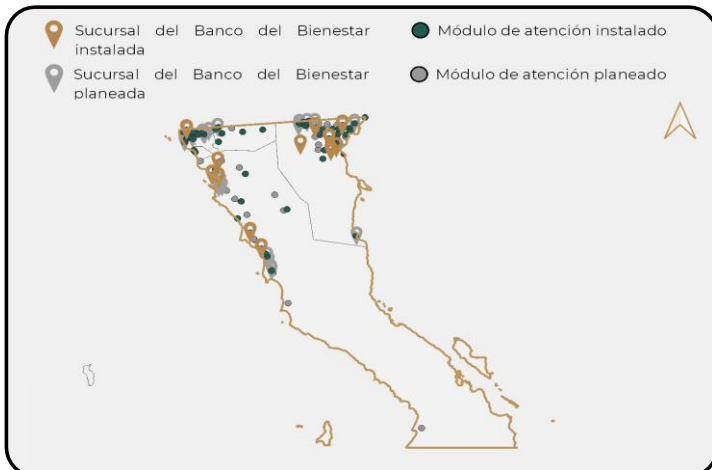 Sucursal del Banco del Bienestar
instalada
Módulo de atención instalado
Sucursal del Banco del Bienestar
planeada
Módulo de atención planeado